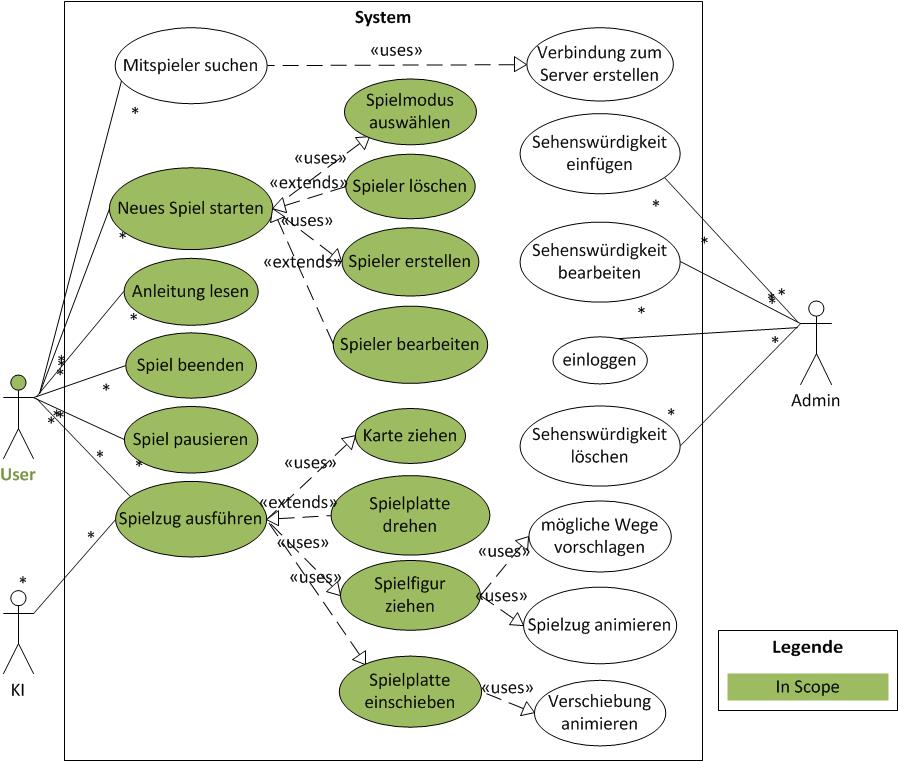 System
Mitspieler suchen
«uses»
Verbindung zum
Server erstellen
*
Spielmodus
auswählen
Sehenswürdigkeit
einfügen
«uses»
«extends»
Spieler löschen
Neues Spiel starten
*
*
«uses»
*
*
Spieler erstellen
«extends»
Sehenswürdigkeit
bearbeiten
Anleitung lesen
*
*
*
*
*
Spieler bearbeiten
einloggen
*
Spiel beenden
*
*
*
*
User
Admin
*
*
*
*
Spiel pausieren
*
*
Karte ziehen
Sehenswürdigkeit
löschen
«uses»
«extends»
Spielzug ausführen
Spielplatte
drehen
mögliche Wege
vorschlagen
*
«uses»
«uses»
«uses»
Spielfigur
ziehen
*
KI
«uses»
Spielzug animieren
Spielplatte
einschieben
«uses»
Verschiebung
animieren
Legende
In Scope